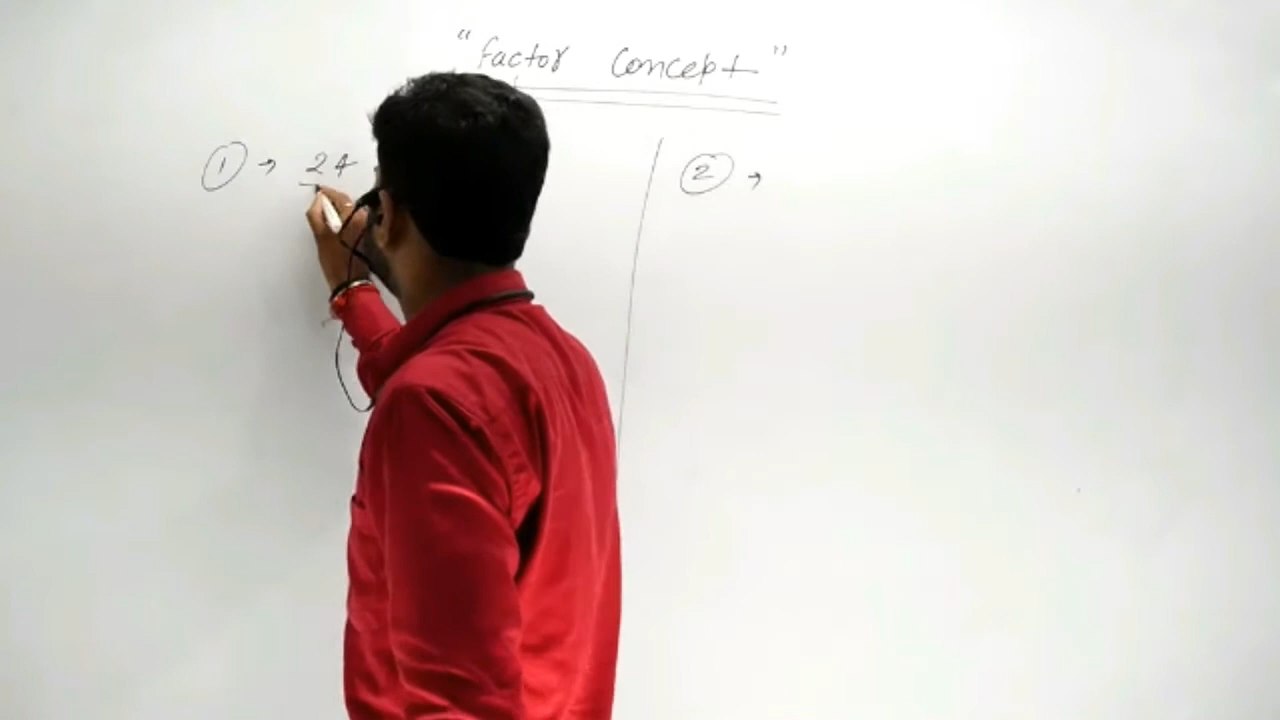 "Factor Concept"
① → 24
② →